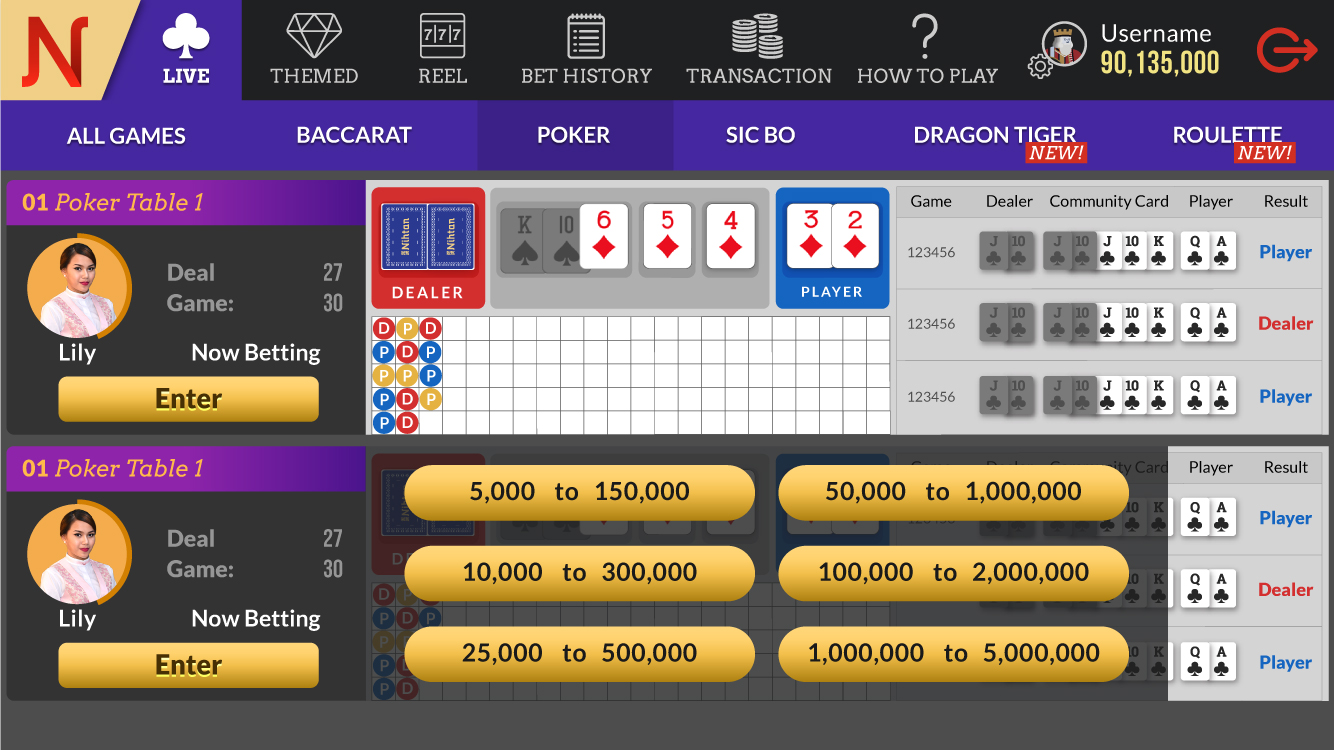 N
LIVE
THEMED
777
REEL
BET HISTORY
TRANSACTION
?
HOW TO PLAY
Username
90,135,000
ALL GAMES
BACCARAT
POKER
SIC BO
DRAGON TIGER
NEW!
ROULETTE
NEW!
01 Poker Table 1
Deal 27
Game: 30
Lily Now Betting
Enter
Nihtan Nihtan
DEALER
K 10 6 5 4
3 2
PLAYER
D P D
P D P
P P P
P D P
P D
Game Dealer Community Card Player Result
123456 J 10 J 10 J 10 K Q A Player
123456 J 10 J 10 J 10 K Q A Dealer
123456 J 10 J 10 J 10 K Q A Player
01 Poker Table 1
Deal 27
Game: 30
Lily Now Betting
Enter
5,000 to 150,000
50,000 to 1,000,000
10,000 to 300,000
100,000 to 2,000,000
25,000 to 500,000
1,000,000 to 5,000,000
D
P D P
P D
P D
Community Card Player Result
K Q A Player
10 K Q A Dealer
10 K Q A Player